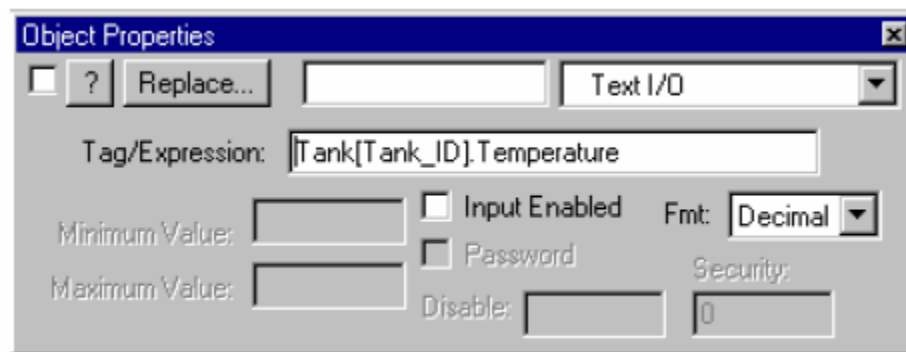 Object Properties
? Replace... Text I/O
Tag/Expression: Tank[Tank_ID].Temperature
Input Enabled Fmt: Decimal
Minimum Value:
Password
Security:
Maximum Value:
Disable: 0